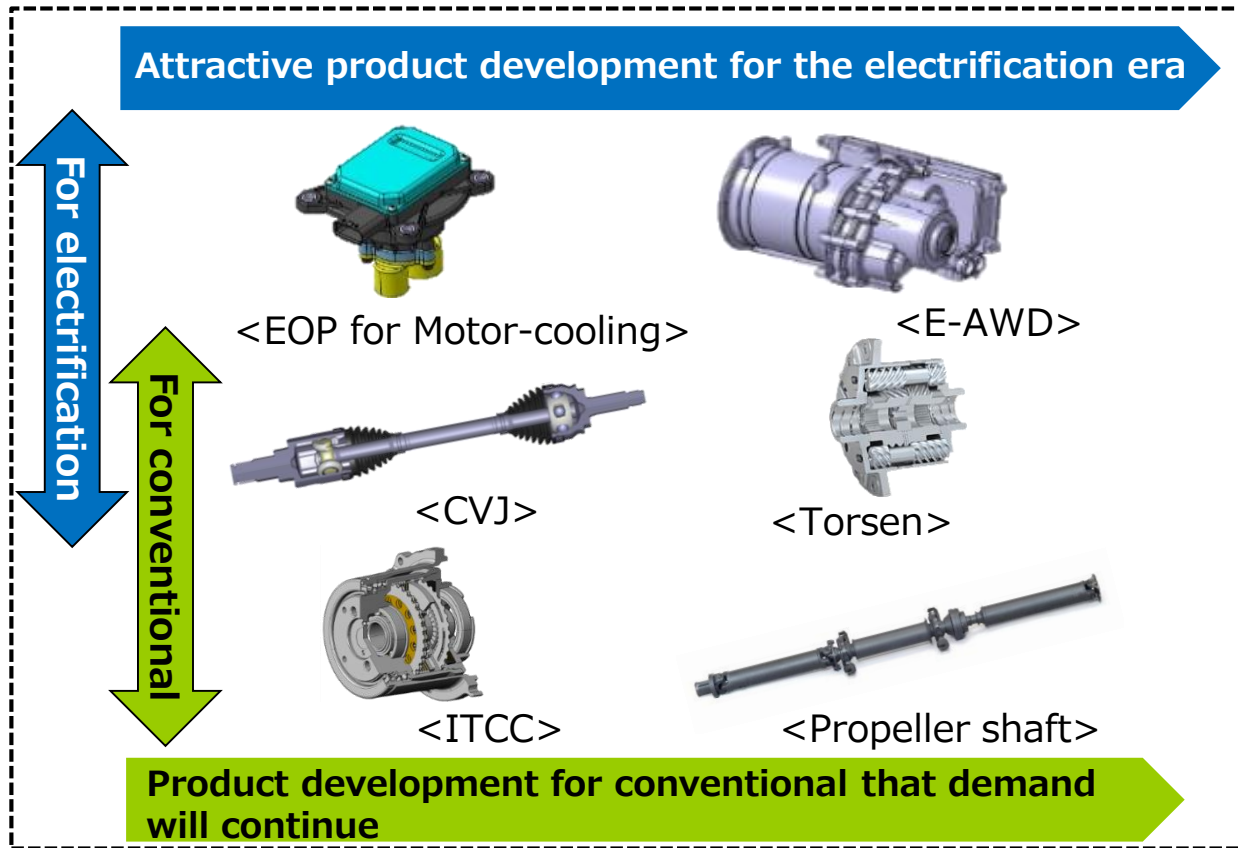 Attractive product development for the electrification era
For electrification
<EOP for Motor-cooling>
<E-AWD>
For conventional
<CVJ>
<Torsen>
<ITCC>
<Propeller shaft>
Product development for conventional that demand
will continue